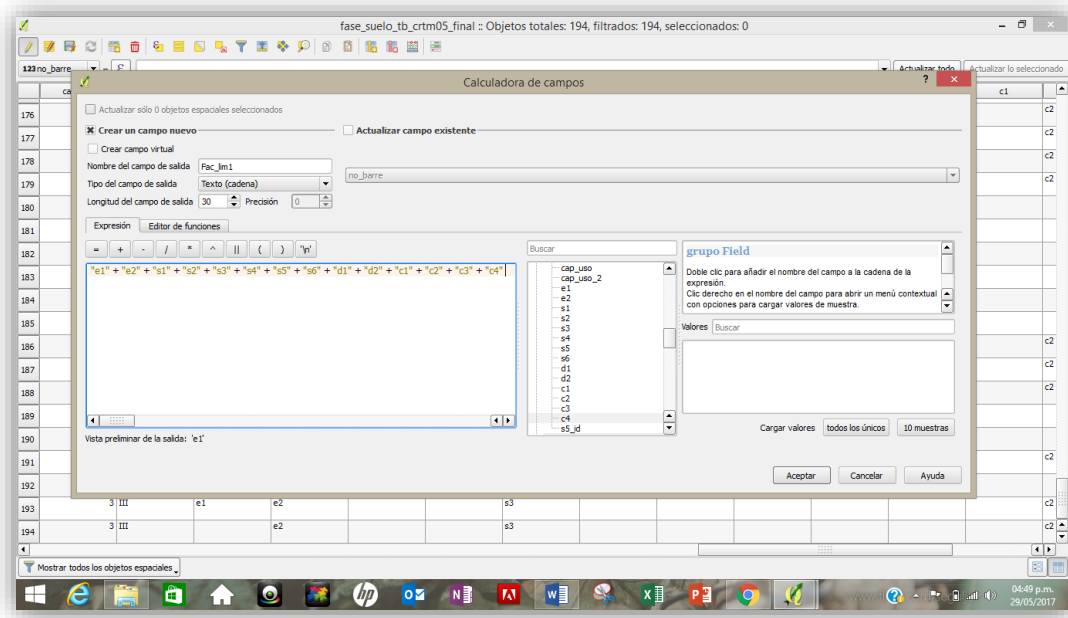 fase_suelo_tb_crtm05_final :: Objetos totales: 194, filtrados: 194, seleccionados: 0
123 no_barre = ε Actualizar todo Actualizar lo seleccionado
Calculadora de campos
ca c1
Actualizar sólo 0 objetos espaciales seleccionados
Crear un campo nuevo Actualizar campo existente
Crear campo virtual
Nombre del campo de salida Fac_lim1
no_barre
Tipo del campo de salida Texto (cadena)
Longitud del campo de salida 30 Precisión 0
Expresión Editor de funciones
= + - / * ^ || ( ) '\n'
"e1" + "e2" + "s1" + "s2" + "s3" + "s4" + "s5" + "s6" + "d1" + "d2" + "c1" + "c2" + "c3" + "c4"
Vista preliminar de la salida: 'e1'
Buscar
cap_uso
cap_uso_2
e1
e2
s1
s2
s3
s4
s5
s6
d1
d2
c1
c2
c3
c4
s5_id
grupo Field
Doble clic para añadir el nombre del campo a la cadena de la
expresión.
Clic derecho en el nombre del campo para abrir un menú contextual
con opciones para cargar valores de muestra.
Valores Buscar
Cargar valores todos los únicos 10 muestras
Aceptar Cancelar Ayuda
176 c2
177 c2
178 c2
179 c2
180
181
182
183
184
185
186 c2
187 c2
188 c2
189
190
191 c2
192
193 3 III e1 e2 s3 c2
194 3 III e2 s3 c2
Mostrar todos los objetos espaciales
04:49 p.m.
29/05/2017